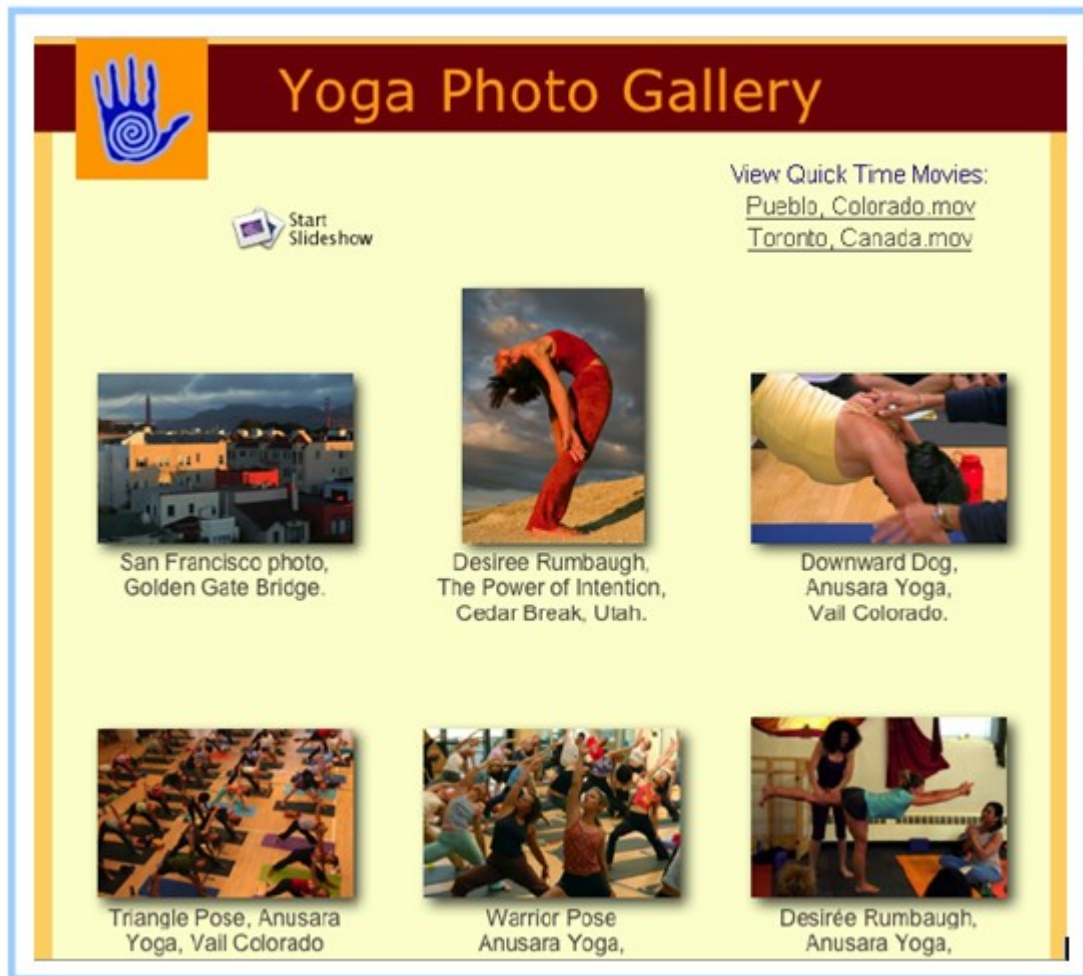 Yoga Photo Gallery
View Quick Time Movies:
Pueblo, Colorado.mov
Toronto, Canada.mov
Start
Slideshow
San Francisco photo,
Golden Gate Bridge.
Desiree Rumbaugh,
The Power of Intention,
Cedar Break, Utah.
Downward Dog,
Anusara Yoga,
Vail Colorado.
Triangle Pose, Anusara
Yoga, Vail Colorado
Warrior Pose
Anusara Yoga,
Desirée Rumbaugh,
Anusara Yoga,